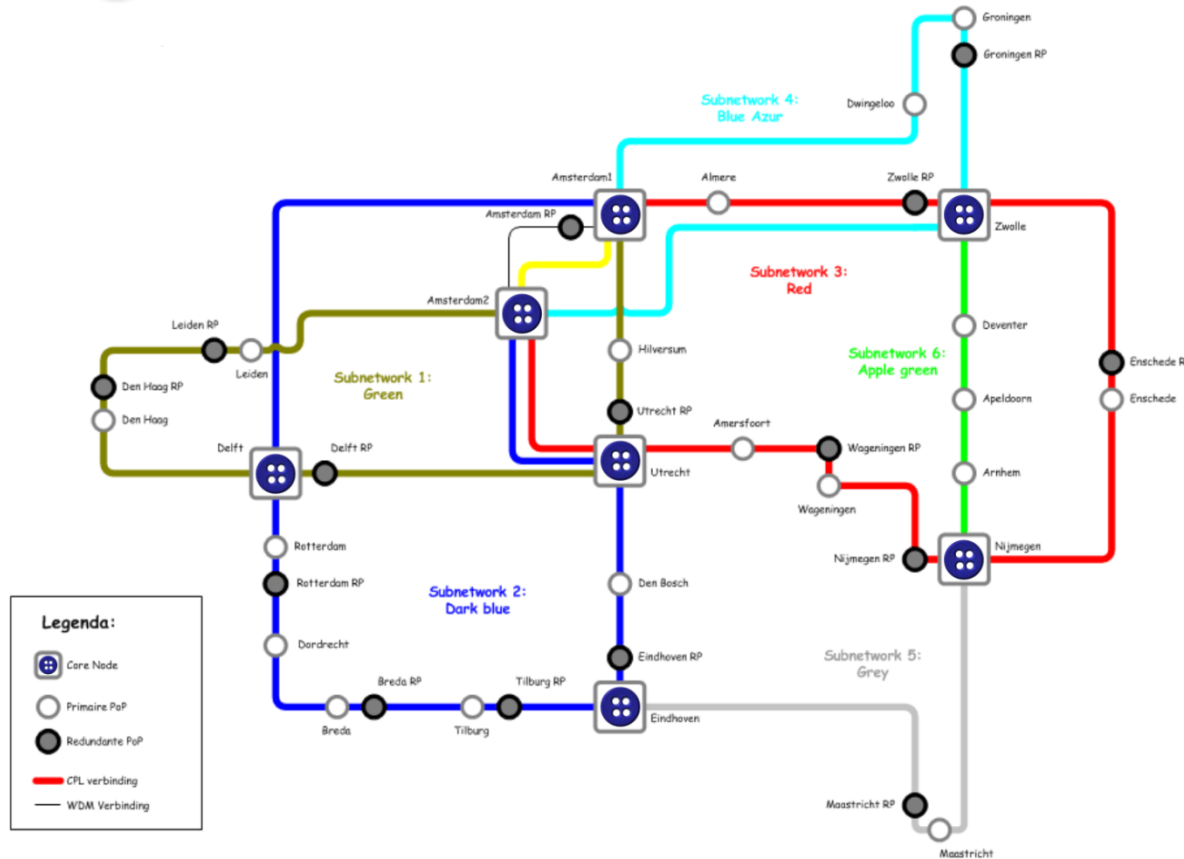 Groningen
Groningen RP
Subnetwork 4:
Blue Azur
Dwingeloo
Amsterdam1
Almere
Zwolle RP
Amsterdam RP
Zwolle
Subnetwork 3:
Red
Amsterdam2
Leiden RP
Leiden
Hilversum
Deventer
Subnetwork 6:
Apple green
Enschede R
Den Haag RP
Subnetwork 1:
Green
Enschede
Apeldoorn
Den Haag
Utrecht RP
Amersfoort
Delft
Delft RP
Wageningen RP
Utrecht
Arnhem
Wageningen
Rotterdam
Nijmegen
Nijmegen RP
Rotterdam RP
Den Bosch
Subnetwork 2:
Dark blue
Dordrecht
Eindhoven RP
Subnetwork 5:
Grey
Breda RP
Tilburg RP
Breda
Tilburg
Eindhoven
Legenda:
Core Node
Primaire PoP
Redundante PoP
CPL verbinding
WDM Verbinding
Maastricht RP
Maastricht